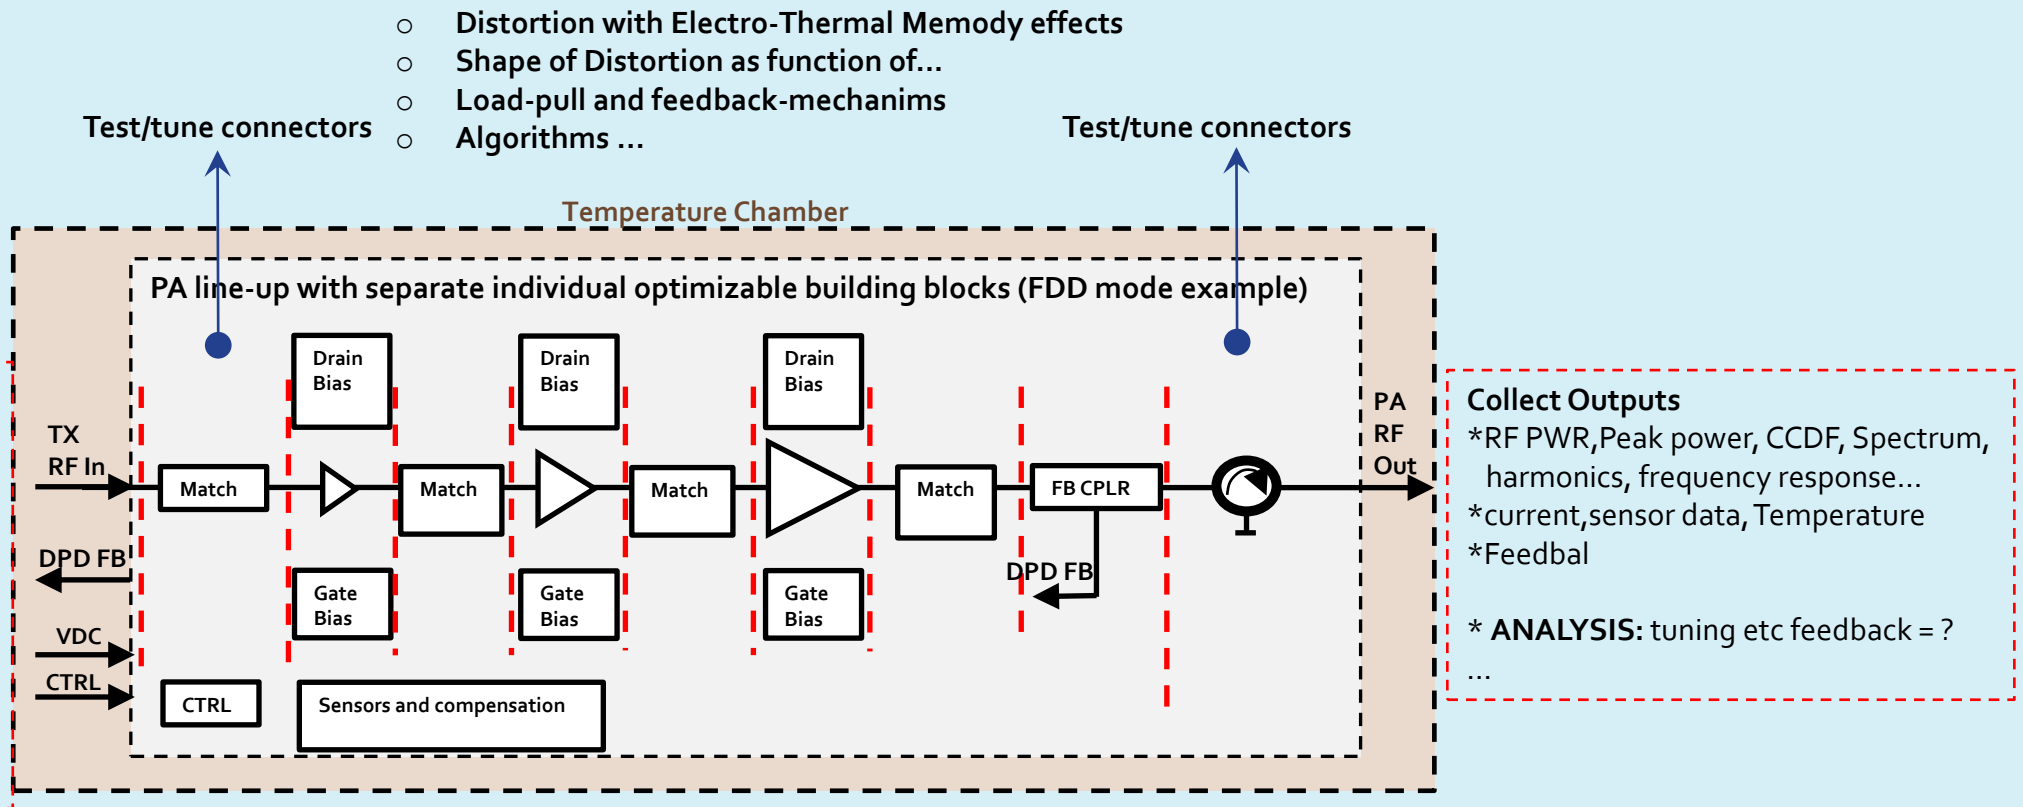 o Distortion with Electro-Thermal Memody effects
o Shape of Distortion as function of...
o Load-pull and feedback-mechanims
o Algorithms ...
Test/tune connectors
Test/tune connectors
Temperature Chamber
PA line-up with separate individual optimizable building blocks (FDD mode example)
Drain
Bias
Drain
Bias
Drain
Bias
TX
RF In
Match
Match
Match
Match
FB CPLR
PA
RF
Out
DPD FB
DPD FB
Gate
Bias
Gate
Bias
Gate
Bias
VDC
CTRL
CTRL
Sensors and compensation
Collect Outputs
*RF PWR,Peak power, CCDF, Spectrum,
harmonics, frequency response...
*current,sensor data, Temperature
*Feedbal
* ANALYSIS: tuning etc feedback = ?
...